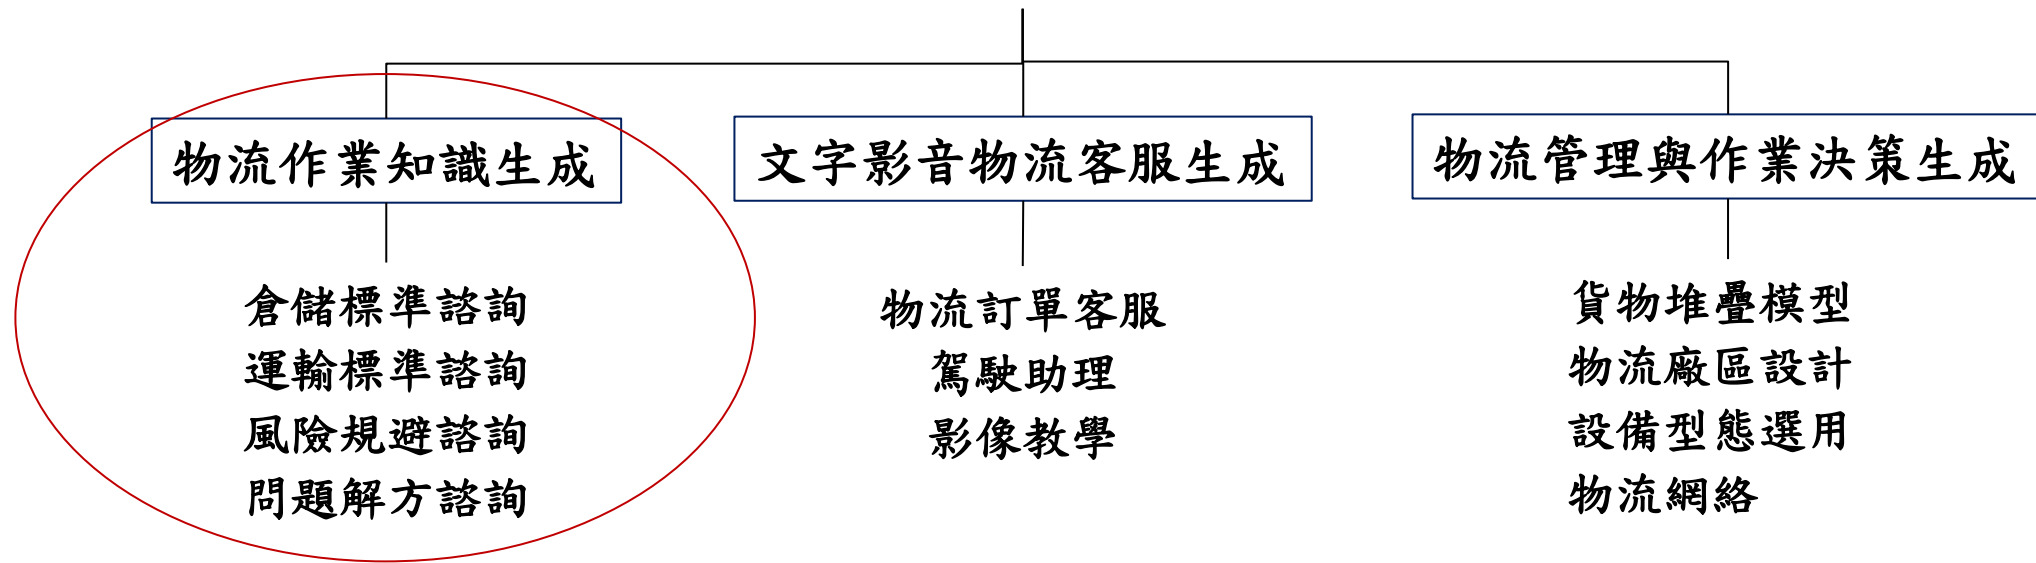 物流作業知識生成
倉儲標準諮詢
運輸標準諮詢
風險規避諮詢
問題解方諮詢
文字影音物流客服生成
物流訂單客服
駕駛助理
影像教學
物流管理與作業決策生成
貨物堆疊模型
物流廠區設計
設備型態選用
物流網絡